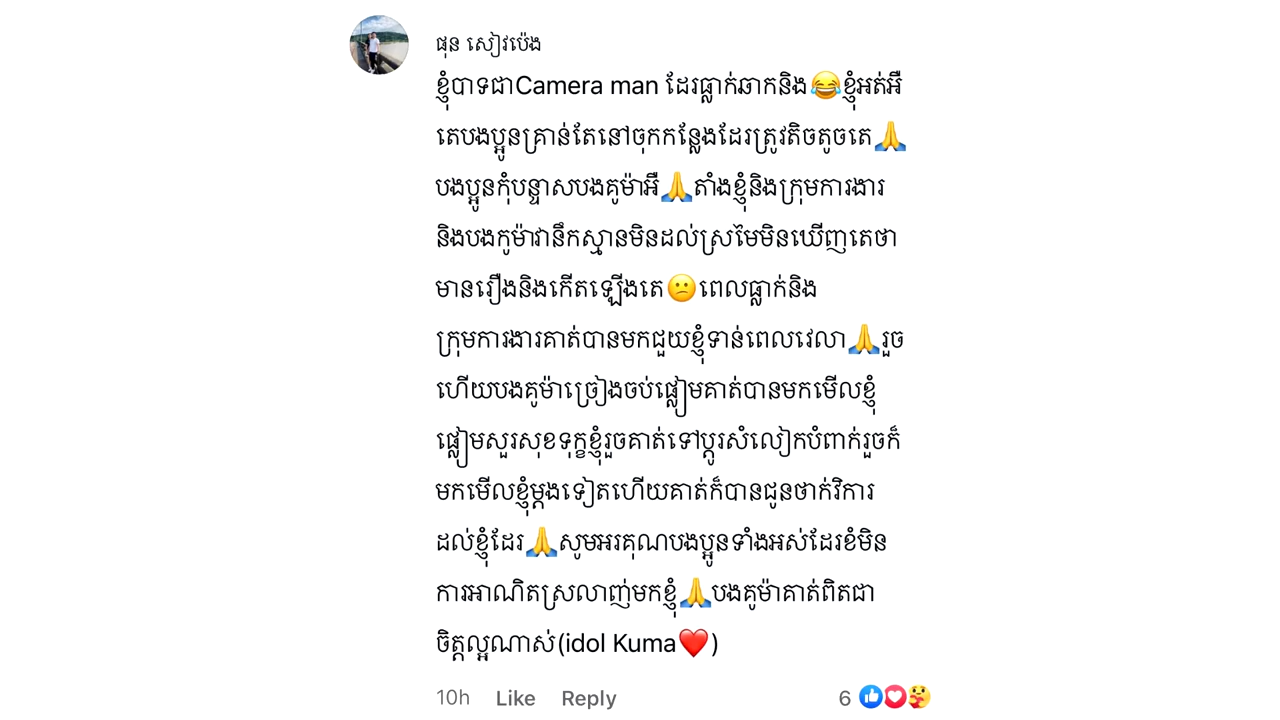 ផុន សៀវប៉េង
ខ្ញុំបាទជាCamera man ដែរធ្លាក់ឆាកនិង😂ខ្ញុំអត់អី
តេបងប្អូនគ្រាន់តែនៅចុកកន្លែងដែរត្រូវតិចតូចតេ🙏
បងប្អូនកុំបន្ទាសបងគូម៉ាអី🙏តាំងខ្ញុំនិងក្រុមការងារ
និងបងកូម៉ាវានឹកស្មានមិនដល់ស្រមៃមិនឃើញតេថា
មានរឿងនិងកើតឡើងតេ😕ពេលធ្លាក់និង
ក្រុមការងារគាត់បានមកជួយខ្ញុំទាន់ពេលវេលា🙏រួច
ហើយបងគូម៉ាច្រៀងចប់ផ្លៀមគាត់បានមកមើលខ្ញុំ
ផ្លៀមសួរសុខទុក្ខខ្ញុំរួចគាត់ទៅប្តូរសំលៀកបំពាក់រួចក៏
មកមើលខ្ញុំម្តងទៀតហើយគាត់ក៏បានជូនថាក់វិការ
ដល់ខ្ញុំដែរ🙏សូមអរគុណបងប្អូនទាំងអស់ដែរខំមិន
ការអាណិតស្រលាញ់មកខ្ញុំ🙏បងគូម៉ាគាត់ពិតជា
ចិត្តល្អណាស់(idol Kuma❤️)
10h Like Reply 6